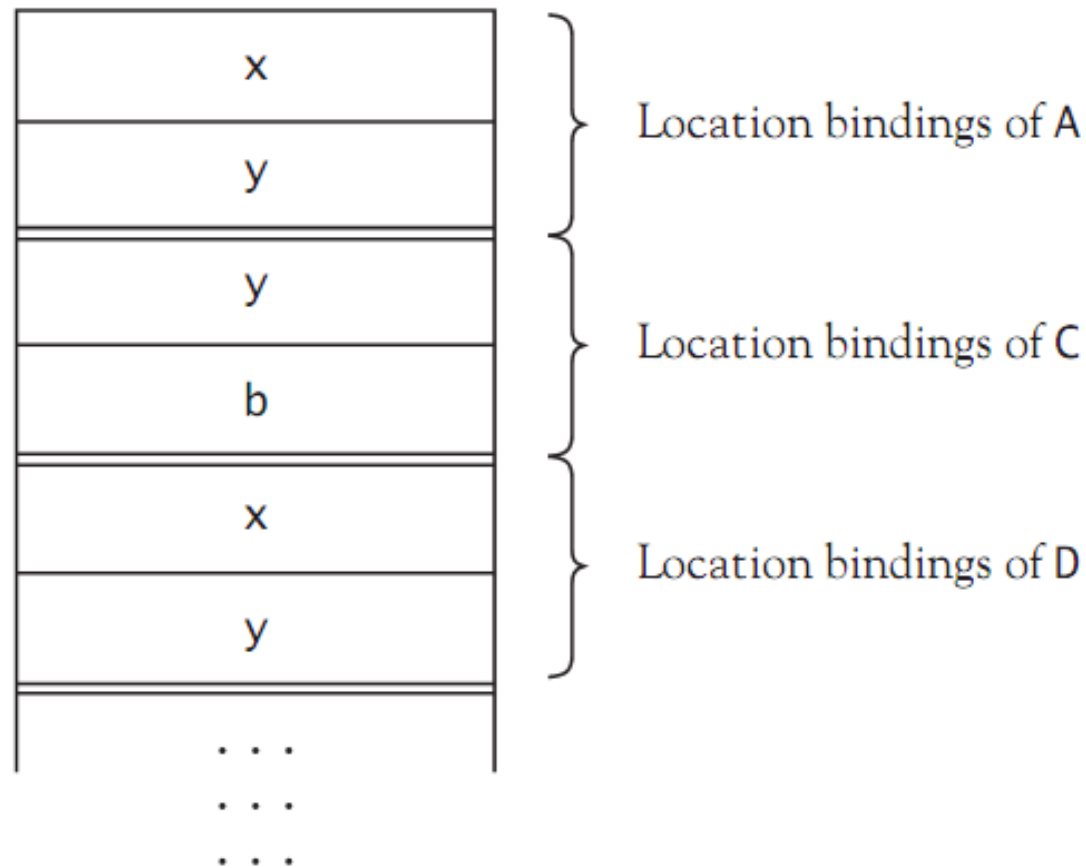 x
Location bindings of A
y
y
Location bindings of C
b
x
Location bindings of D
y
. . .
. . .
. . .